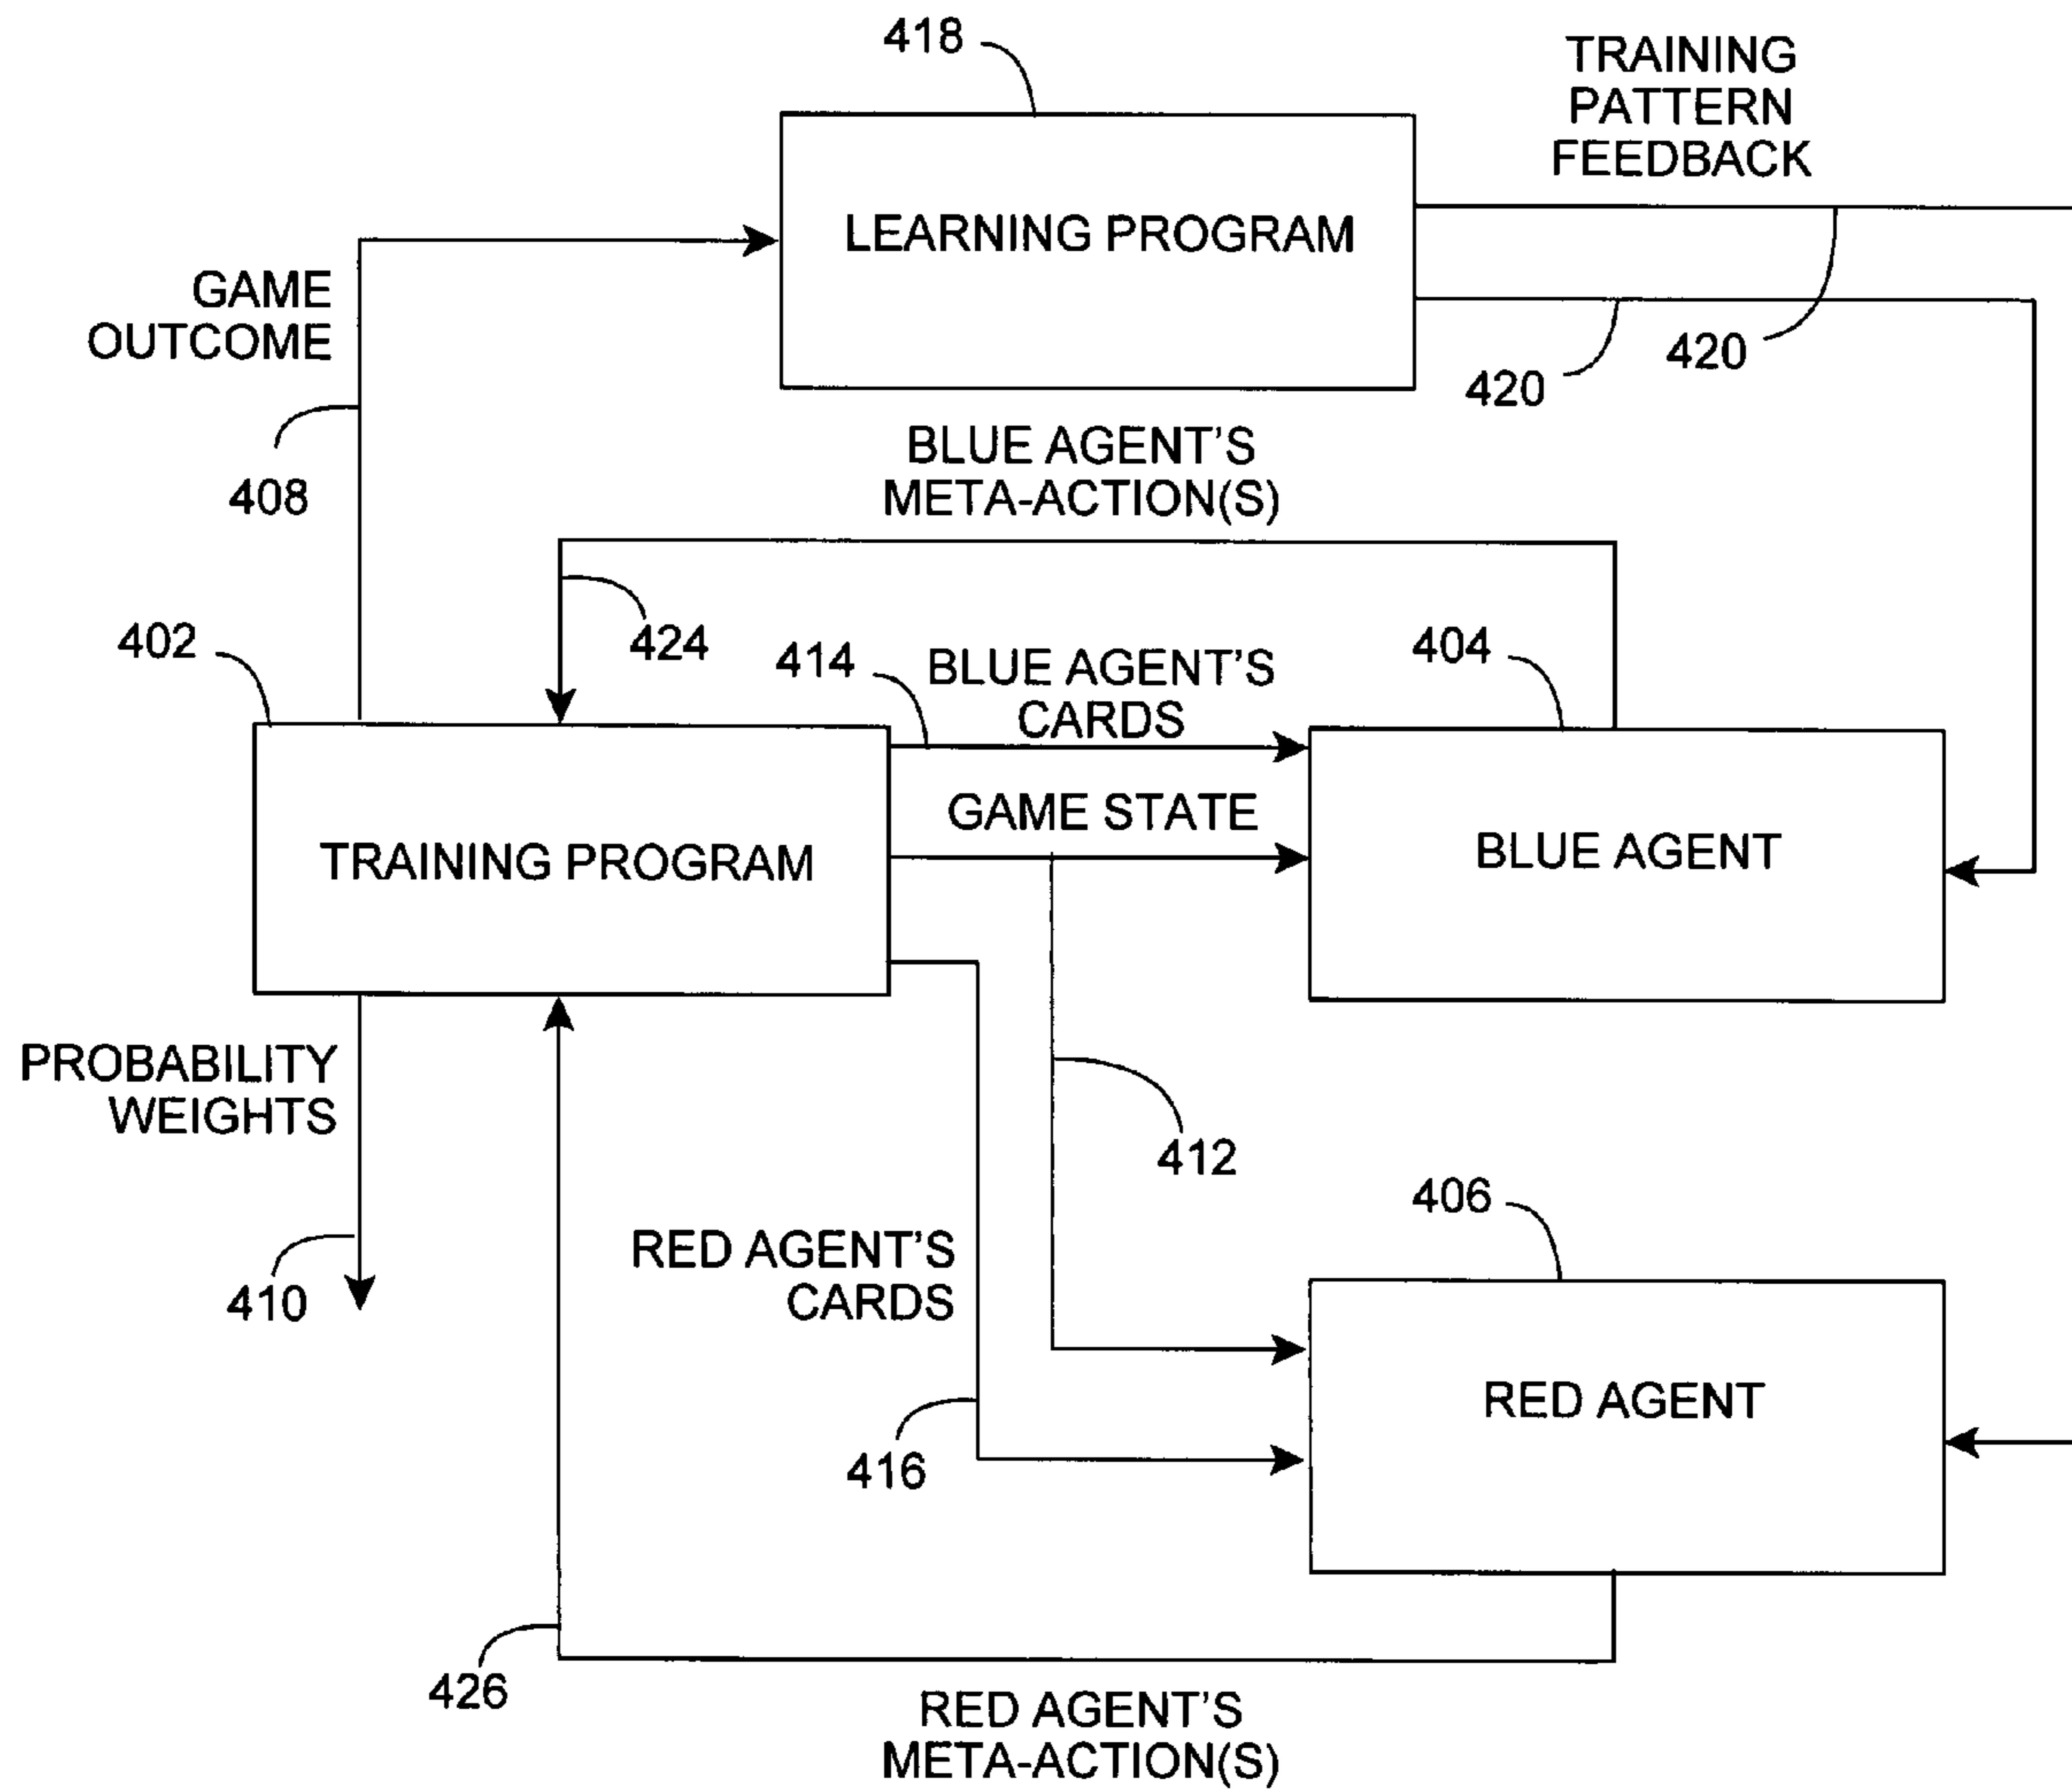 418
TRAINING
PATTERN
FEEDBACK
LEARNING PROGRAM
GAME
OUTCOME
420
420
408
BLUE AGENT'S
META-ACTION(S)
402
424
414
BLUE AGENT'S
CARDS
404
GAME STATE
TRAINING PROGRAM
BLUE AGENT
PROBABILITY
WEIGHTS
412
406
RED AGENT'S
CARDS
410
RED AGENT
416
426
RED AGENT'S
META-ACTION(S)